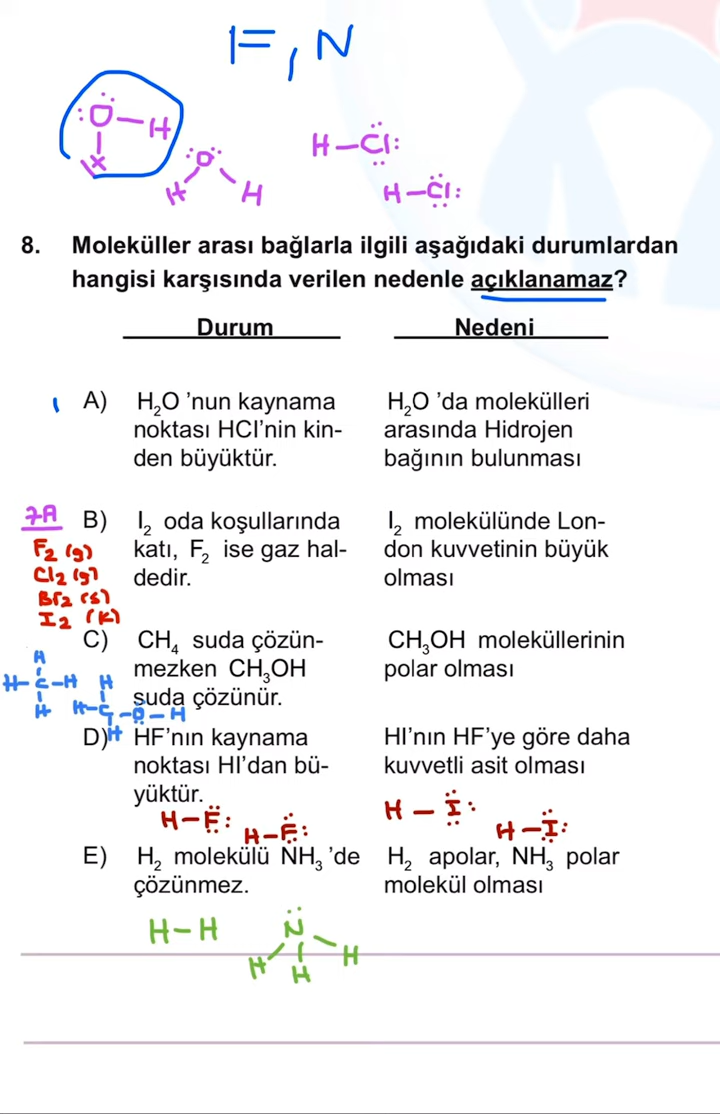 F, N
:O—H
H
:O:
H H
H—Cl:
H—Cl:
8. Moleküller arası bağlarla ilgili aşağıdaki durumlardan
hangisi karşısında verilen nedenle açıklanamaz?
Durum Nedeni
A) H₂O 'nun kaynama noktası HCl'nin kin-
den büyüktür.
H₂O 'da molekülleri
arasında Hidrojen
bağının bulunması
7A
F₂ (g)
Cl₂ (g)
Br₂ (s)
I₂ (k)
B) I₂ oda koşullarında
katı, F₂ ise gaz hal-
dedir.
I₂ molekülünde Lon-
don kuvvetinin büyük
olması
C) CH₄ suda çözün-
mezken CH₃OH
suda çözünür.
CH₃OH moleküllerinin
polar olması
H
H—C—H
H
H
H—C—O—H
H
D) HF'nın kaynama
noktası HI'dan bü-
yüktür.
HI'nın HF'ye göre daha
kuvvetli asit olması
H—F:
H—F:
H—I:
H—I:
E) H₂ molekülü NH₃ 'de
çözünmez.
H₂ apolar, NH₃ polar
molekül olması
H—H
N
H H H